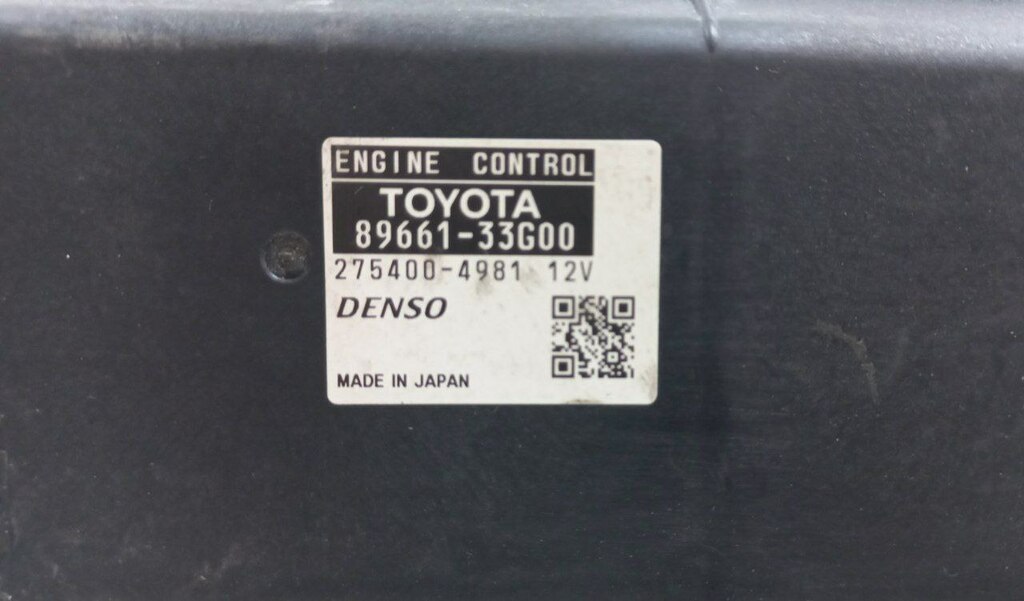 ENGINE CONTROL
TOYOTA
89661-33G00
275400-4981 12V
DENSO
MADE IN JAPAN